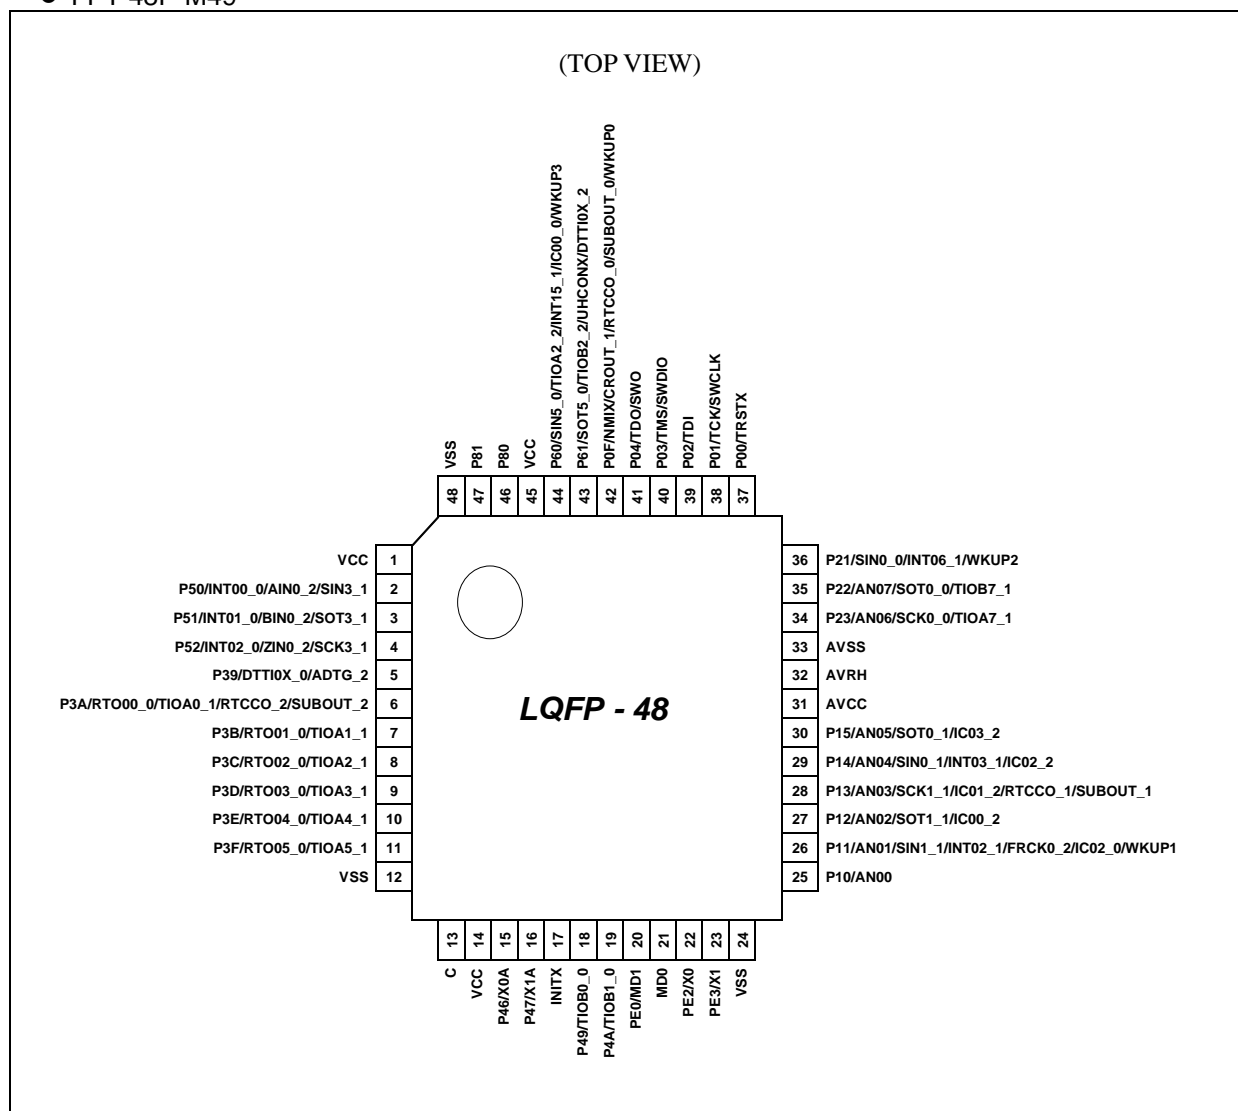 (TOP VIEW)
VSS
P81
P80
VCC
P60/SIN5_0/TIOA2_2/INT15_1/IC00_0/WKUP3
P61/SOT5_0/TIOB2_2/UHCONX/DTTI0X_2
P0F/NMIX/CROUT_1/RTCCO_0/SUBOUT_0/WKUP0
P04/TDO/SWO
P03/TMS/SWDIO
P02/TDI
P01/TCK/SWCLK
P00/TRSTX
48 47 46 45 44 43 42 41 40 39 38 37
VCC 1
P50/INT00_0/AIN0_2/SIN3_1 2
P51/INT01_0/BIN0_2/SOT3_1 3
P52/INT02_0/ZIN0_2/SCK3_1 4
P39/DTTI0X_0/ADTG_2 5
P3A/RTO00_0/TIOA0_1/RTCCO_2/SUBOUT_2 6
P3B/RTO01_0/TIOA1_1 7
P3C/RTO02_0/TIOA2_1 8
P3D/RTO03_0/TIOA3_1 9
P3E/RTO04_0/TIOA4_1 10
P3F/RTO05_0/TIOA5_1 11
VSS 12
LQFP - 48
36 P21/SIN0_0/INT06_1/WKUP2
35 P22/AN07/SOT0_0/TIOB7_1
34 P23/AN06/SCK0_0/TIOA7_1
33 AVSS
32 AVRH
31 AVCC
30 P15/AN05/SOT0_1/IC03_2
29 P14/AN04/SIN0_1/INT03_1/IC02_2
28 P13/AN03/SCK1_1/IC01_2/RTCCO_1/SUBOUT_1
27 P12/AN02/SOT1_1/IC00_2
26 P11/AN01/SIN1_1/INT02_1/FRCK0_2/IC02_0/WKUP1
25 P10/AN00
13 14 15 16 17 18 19 20 21 22 23 24
C
VCC
P46/X0A
P47/X1A
INITX
P49/TIOB0_0
P4A/TIOB1_0
PE0/MD1
MD0
PE2/X0
PE3/X1
VSS